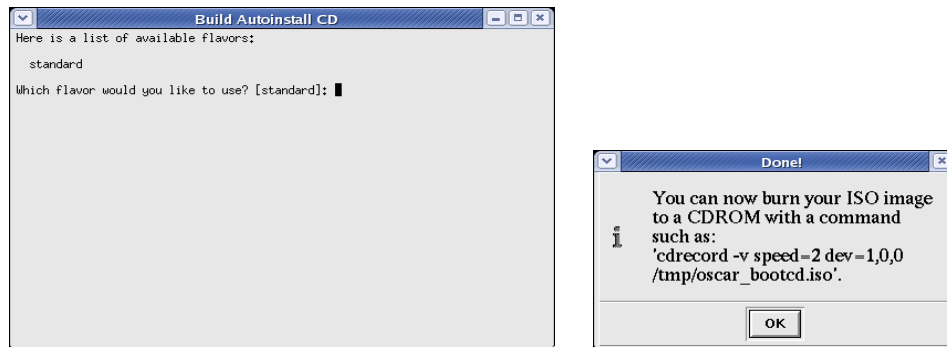 Build Autoinstall CD
Here is a list of available flavors:
standard
Which flavor would you like to use? [standard]:
Done!
You can now burn your ISO image
to a CDROM with a command
such as:
'cdrecord -v speed=2 dev=1,0,0
/tmp/oscar_bootcd.iso'.
OK